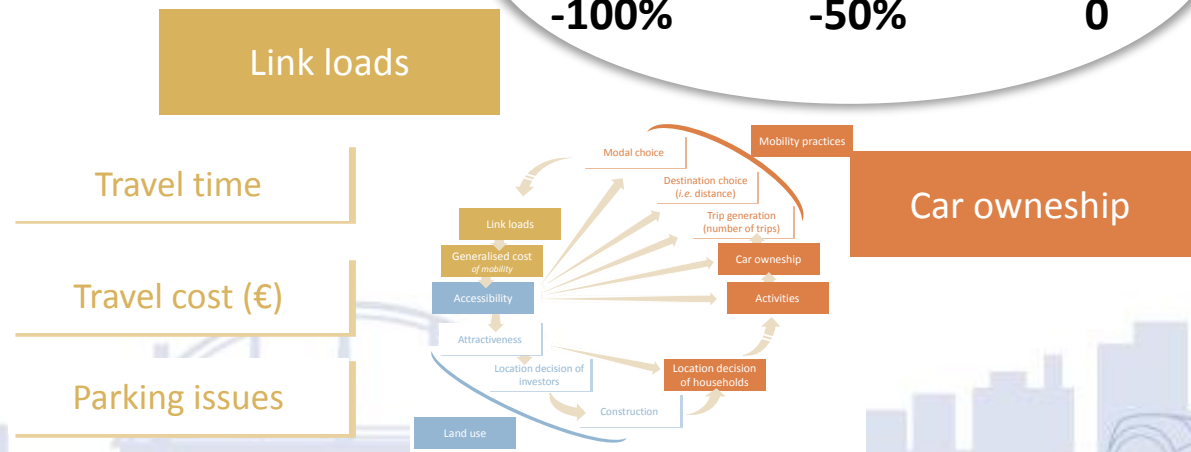 -100% -50% 0
Link loads
Travel time
Travel cost (€)
Parking issues
Mobility practices
Modal choice
Destination choice
(i.e. distance)
Trip generation
(number of trips)
Link loads
Generalised cost
of mobility
Car oweship
Accessibility
Activities
Attractiveness
Location decision of
investors
Location decision
of households
Construction
Land use
Car oweship